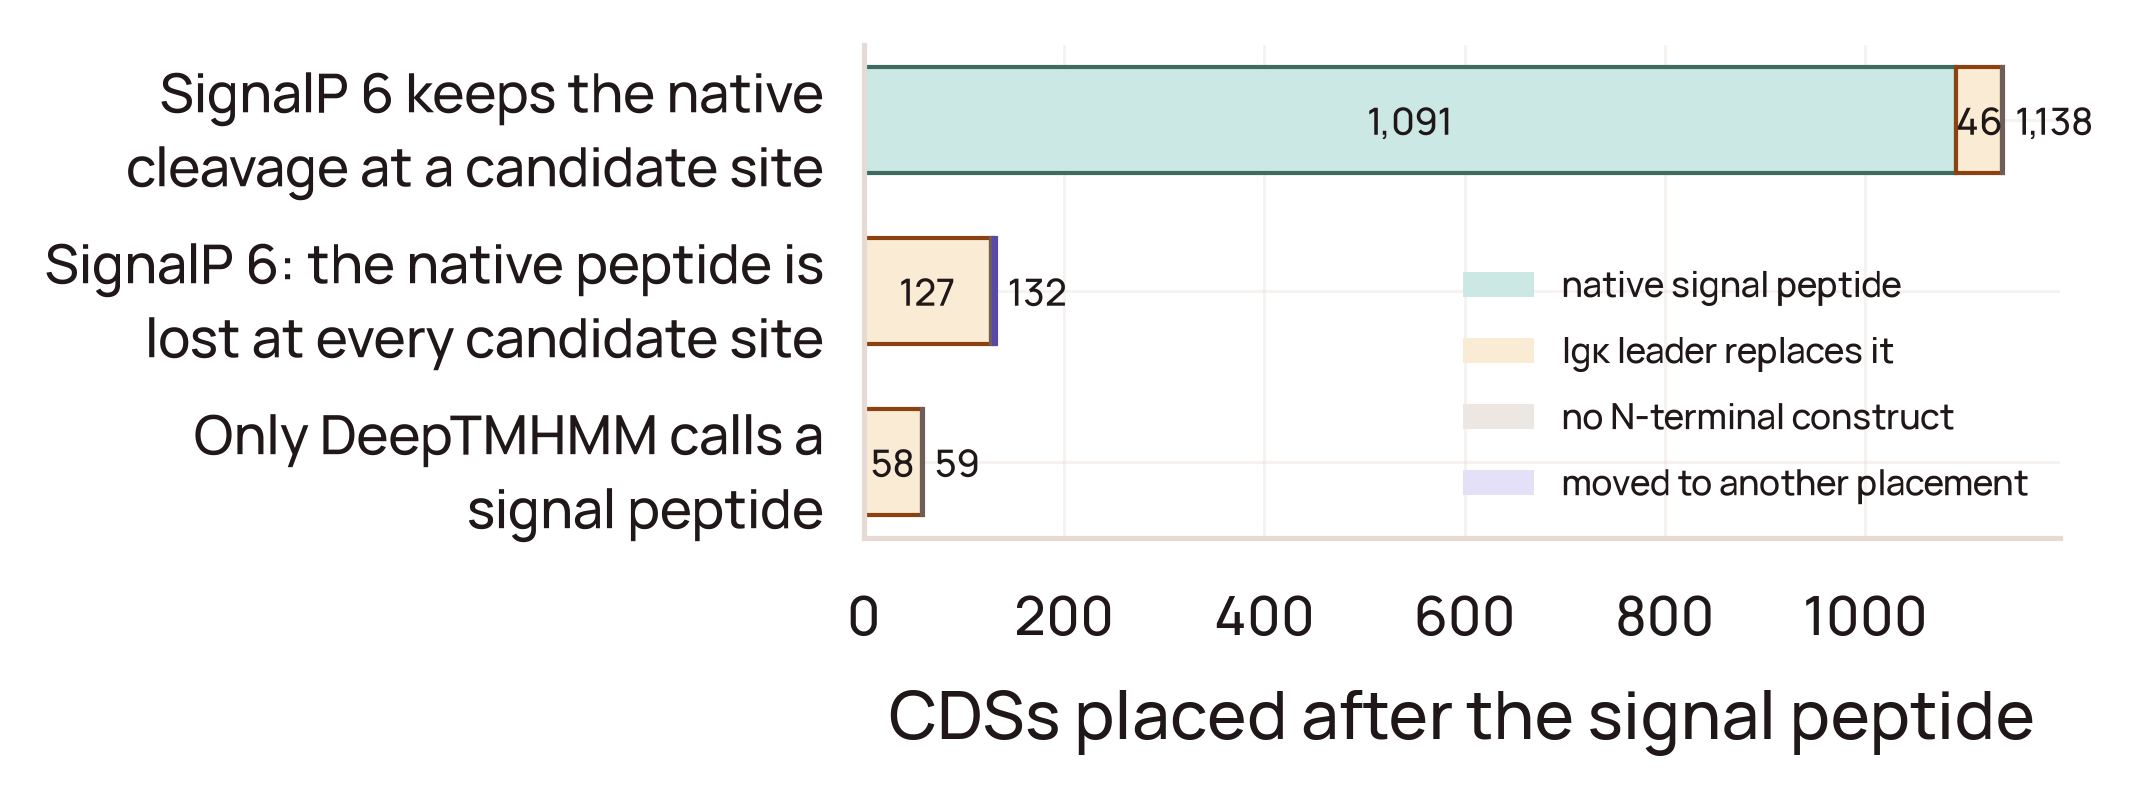 SignalP 6 keeps the native
cleavage at a candidate site
1,091
46
1,138
SignalP 6: the native peptide is
lost at every candidate site
127
132
Only DeepTMHMM calls a
signal peptide
58
59
native signal peptide
Igκ leader replaces it
no N-terminal construct
moved to another placement
0 200 400 600 800 1000
CDSs placed after the signal peptide